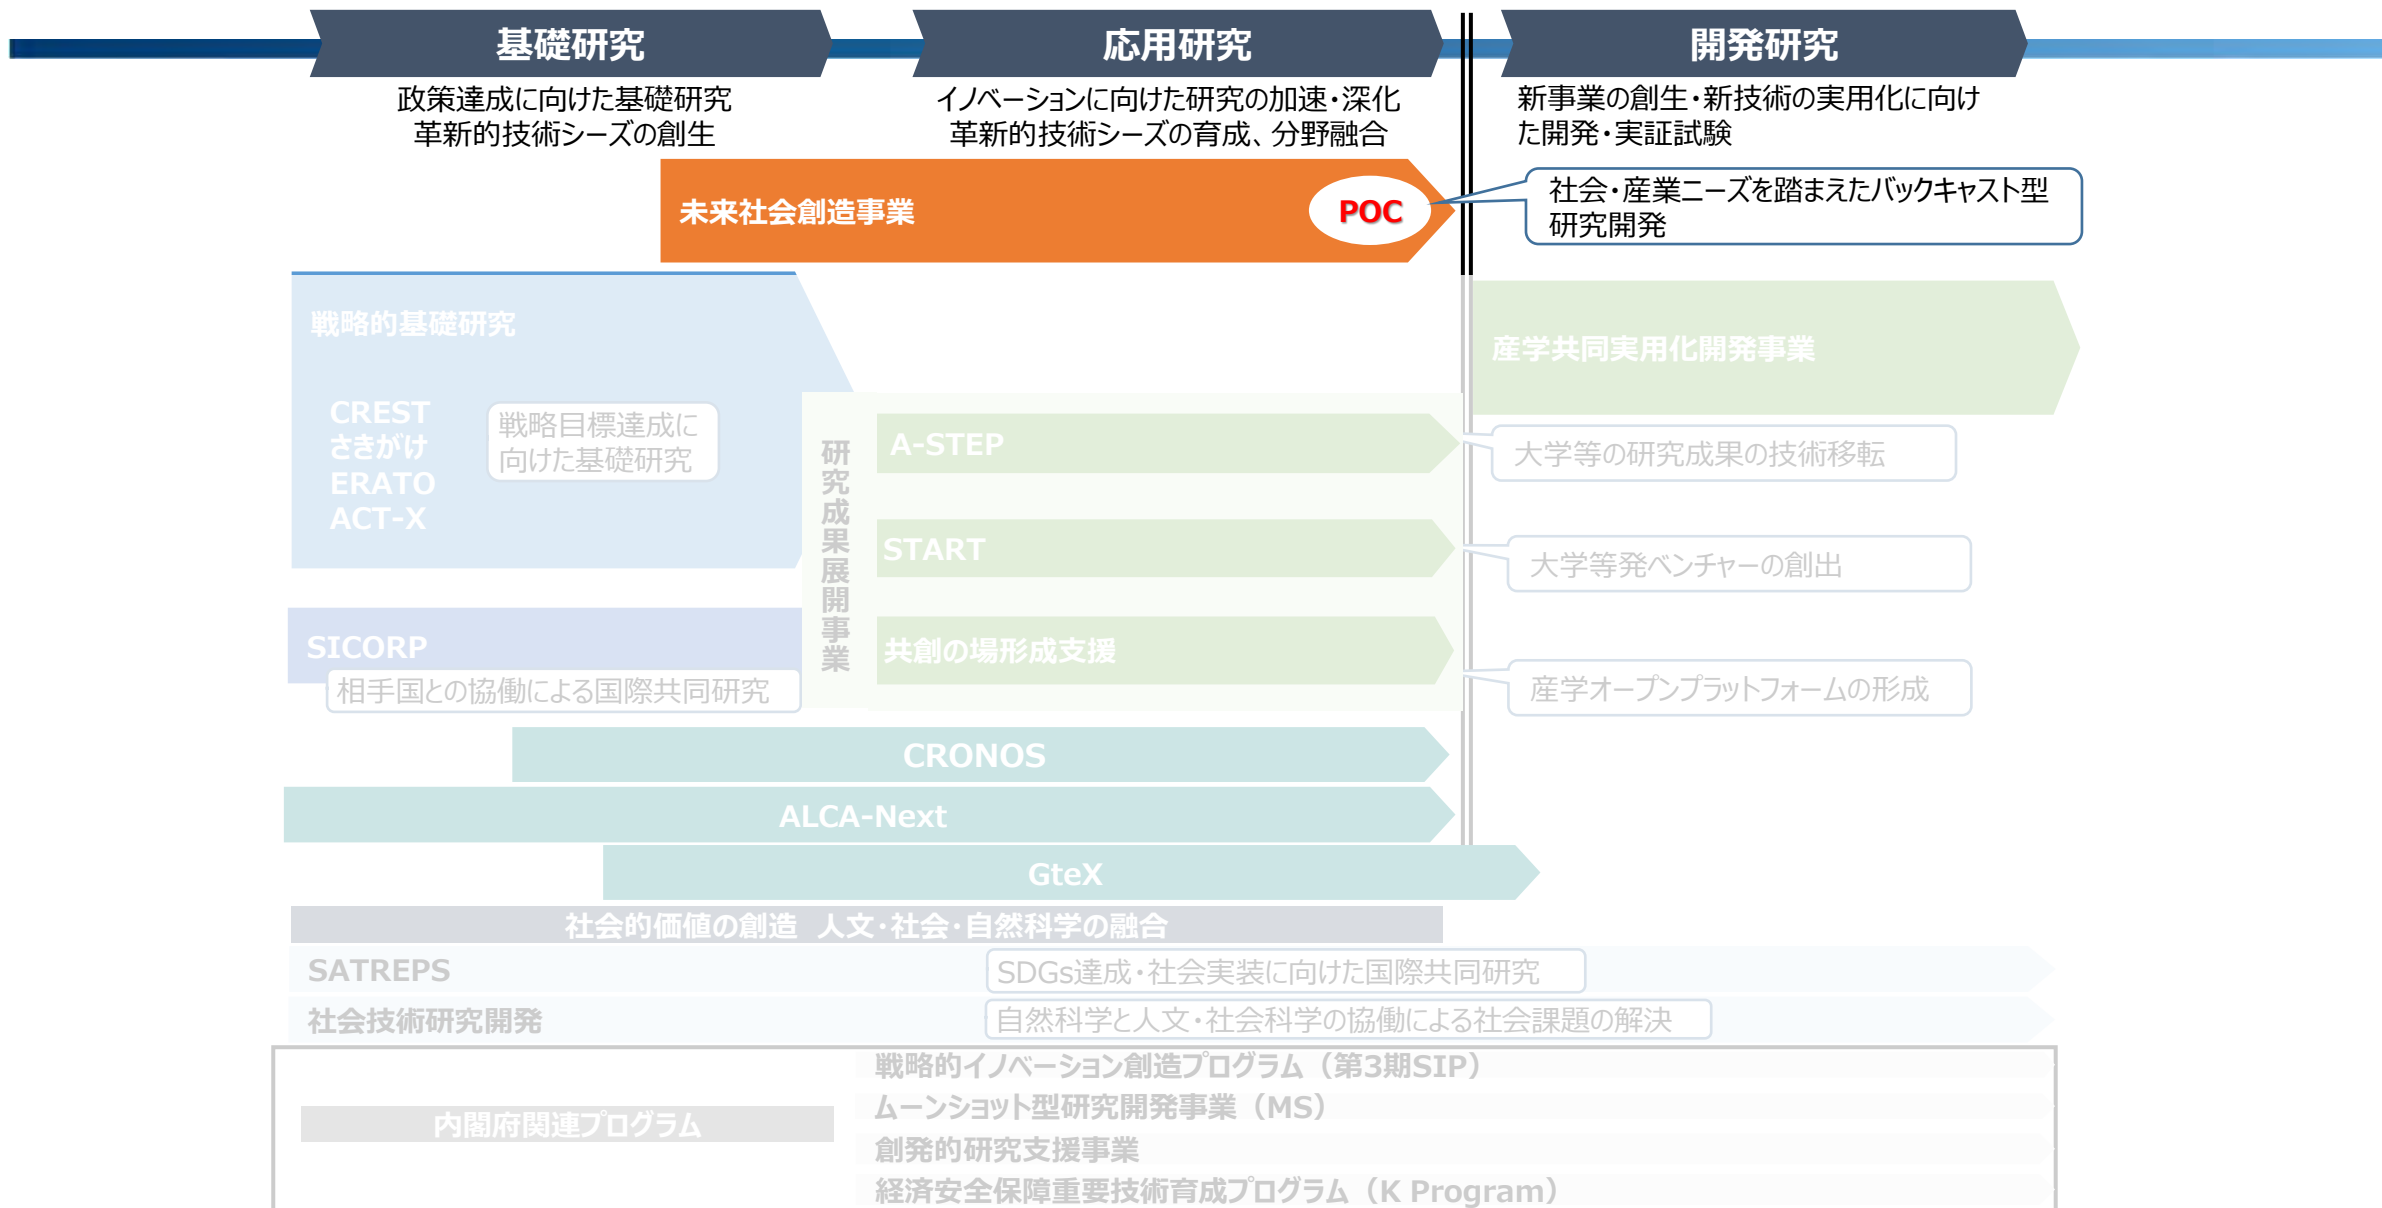 基礎研究
応用研究
開発研究
政策達成に向けた基礎研究
革新的技術シーズの創生
イノベーションに向けた研究の加速・深化
革新的技術シーズの育成、分野融合
新事業の創生・新技術の実用化に向け
た開発・実証試験
未来社会創造事業
POC
社会・産業ニーズを踏まえたバックキャスト型
研究開発
戦略的基礎研究
CREST
さきがけ
ERATO
ACT-X
戦略目標達成に
向けた基礎研究
産学共同実用化開発事業
研究成果展開事業
A-STEP
大学等の研究成果の技術移転
START
大学等発ベンチャーの創出
共創の場形成支援
産学オープンプラットフォームの形成
SICORP
相手国との協働による国際共同研究
CRONOS
ALCA-Next
GteX
社会的価値の創造 人文・社会・自然科学の融合
SATREPS
SDGs達成・社会実装に向けた国際共同研究
社会技術研究開発
自然科学と人文・社会科学の協働による社会課題の解決
内閣府関連プログラム
戦略的イノベーション創造プログラム（第3期SIP）
ムーンショット型研究開発事業（MS）
創発的研究支援事業
経済安全保障重要技術育成プログラム（K Program）